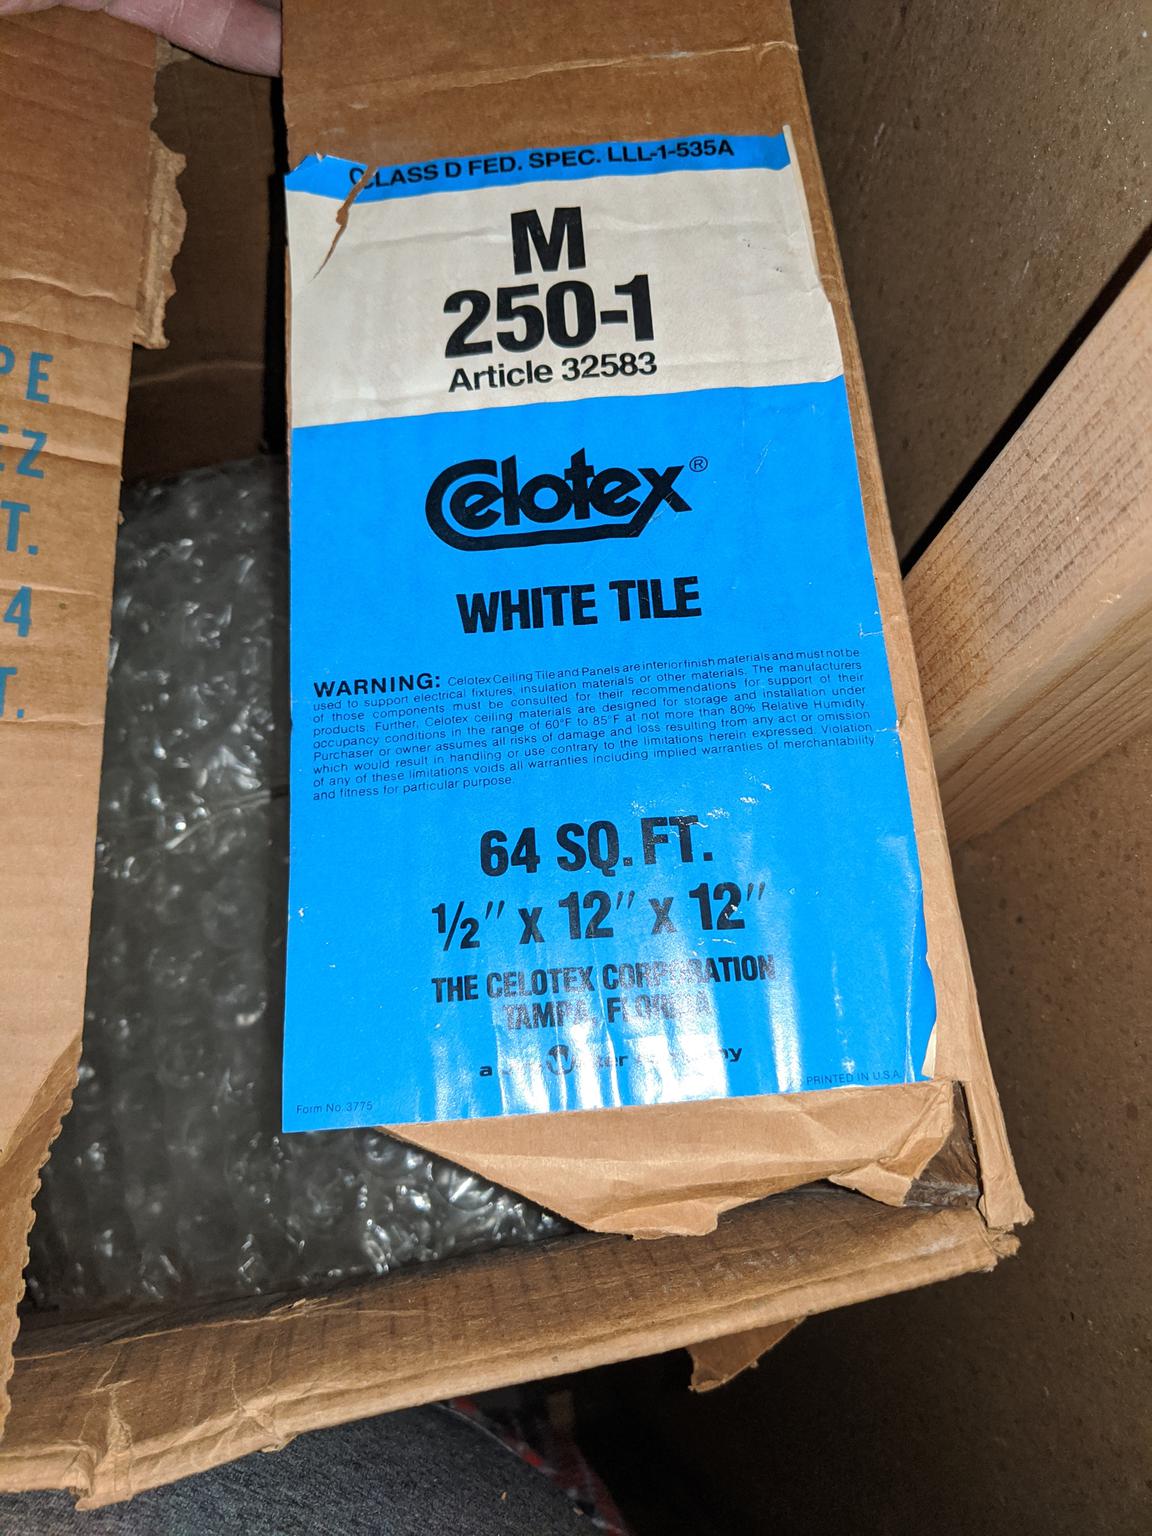 CLASS D FED. SPEC. LLL-1-535A
M
250-1
Article 32583
Celotex®
WHITE TILE
WARNING: Celotex Ceiling Tile and Panels are interior finish materials and must not be
used to support electrical fixtures, insulation materials or other materials. The manufacturers
of those components must be consulted for their recommendations for support of their
products. Further, Celotex ceiling materials are designed for storage and installation under
occupancy conditions in the range of 60°F to 85°F at not more than 80% Relative Humidity.
Purchaser or owner assumes all risks of damage and loss resulting from any act or omission
which would result in handling or use contrary to the limitations herein expressed. Violation
of any of these limitations voids all warranties including implied warranties of merchantability
and fitness for particular purpose.
64 SQ. FT.
½" x 12" x 12"
THE CELOTEX CORPORATION
TAMPA, FLORIDA
a
PRINTED IN U.S.A.
Form No. 3775
PE
EZ
T.
4
T.